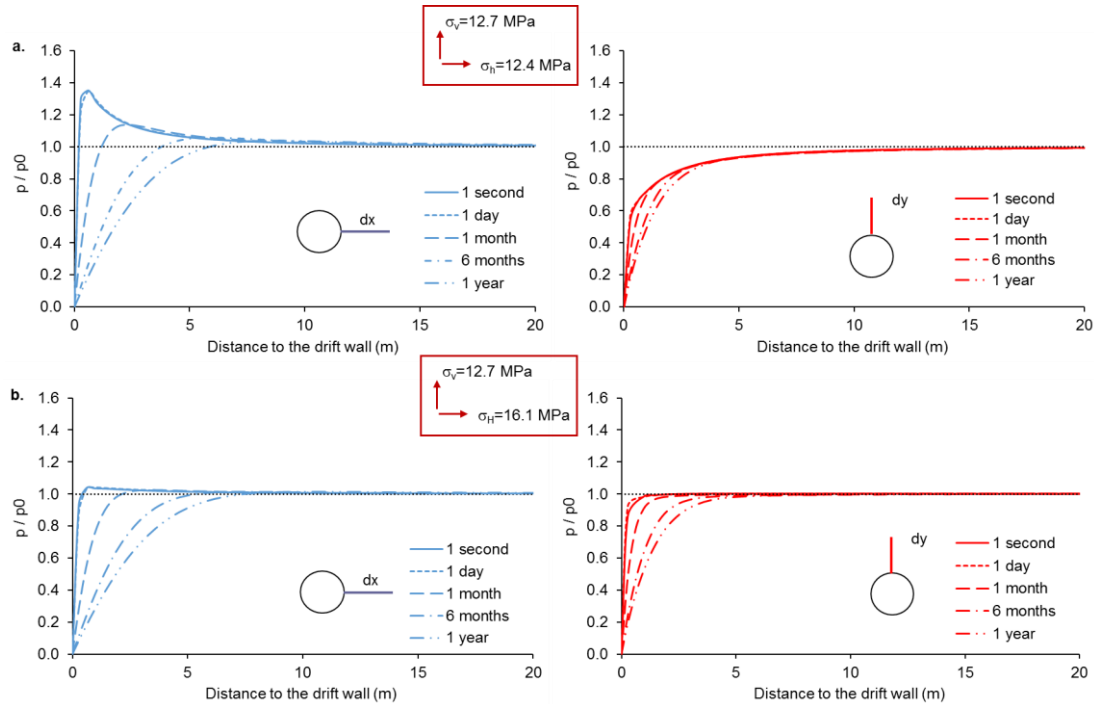 a.
σv=12.7 MPa
σh=12.4 MPa
1.6
1.4
1.2
1.0
0.8
0.6
0.4
0.2
0.0
p / p0
0 5 10 15 20
Distance to the drift wall (m)
dx
1 second
1 day
1 month
6 months
1 year
1.6
1.4
1.2
1.0
0.8
0.6
0.4
0.2
0.0
p / p0
0 5 10 15 20
Distance to the drift wall (m)
dy
1 second
1 day
1 month
6 months
1 year
b.
σv=12.7 MPa
σH=16.1 MPa
1.6
1.4
1.2
1.0
0.8
0.6
0.4
0.2
0.0
p / p0
0 5 10 15 20
Distance to the drift wall (m)
dx
1 second
1 day
1 month
6 months
1 year
1.6
1.4
1.2
1.0
0.8
0.6
0.4
0.2
0.0
p / p0
0 5 10 15 20
Distance to the drift wall (m)
dy
1 second
1 day
1 month
6 months
1 year